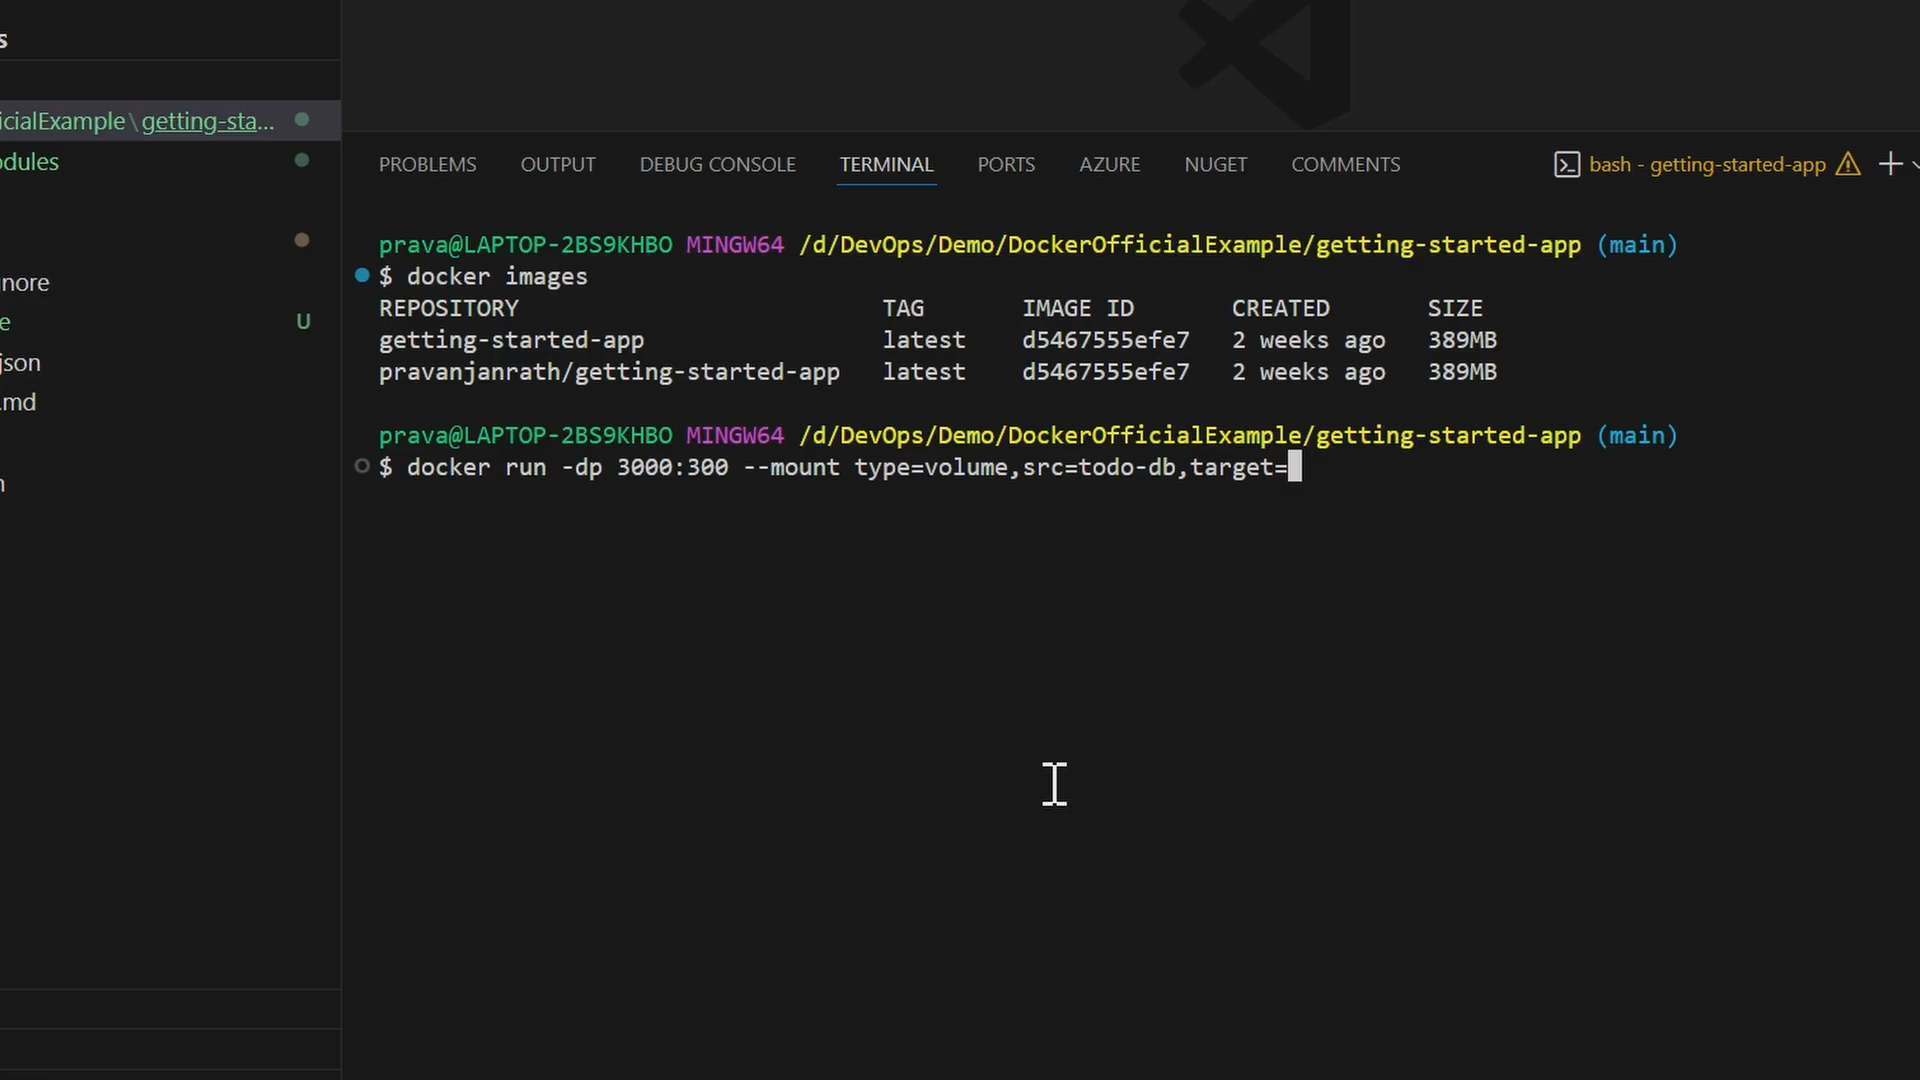 s
icialExample\getting-sta...
odules
PROBLEMS OUTPUT DEBUG CONSOLE TERMINAL PORTS AZURE NUGET COMMENTS bash - getting-started-app
prava@LAPTOP-2BS9KHBO MINGW64 /d/DevOps/Demo/DockerOfficialExample/getting-started-app (main)
$ docker images
nore
REPOSITORY TAG IMAGE ID CREATED SIZE
e U
getting-started-app latest d5467555efe7 2 weeks ago 389MB
json
pravanjanrath/getting-started-app latest d5467555efe7 2 weeks ago 389MB
.md
prava@LAPTOP-2BS9KHBO MINGW64 /d/DevOps/Demo/DockerOfficialExample/getting-started-app (main)
$ docker run -dp 3000:300 --mount type=volume,src=todo-db,target=
n